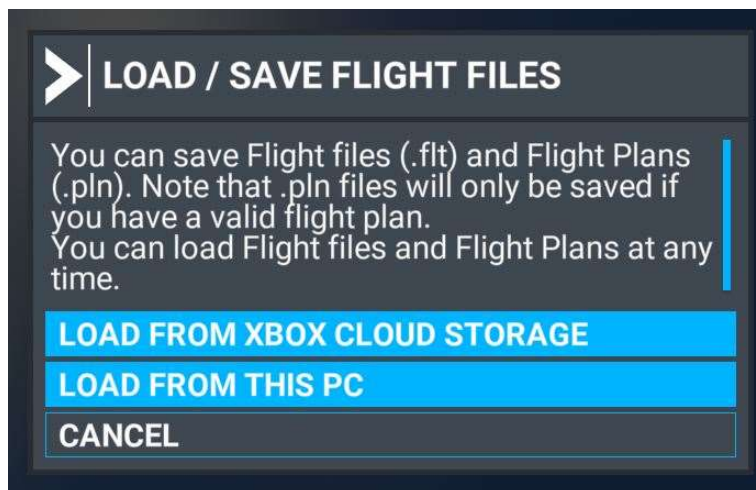 LOAD / SAVE FLIGHT FILES
You can save Flight files (.flt) and Flight Plans
(.pln). Note that .pln files will only be saved if
you have a valid flight plan.
You can load Flight files and Flight Plans at any
time.
LOAD FROM XBOX CLOUD STORAGE
LOAD FROM THIS PC
CANCEL